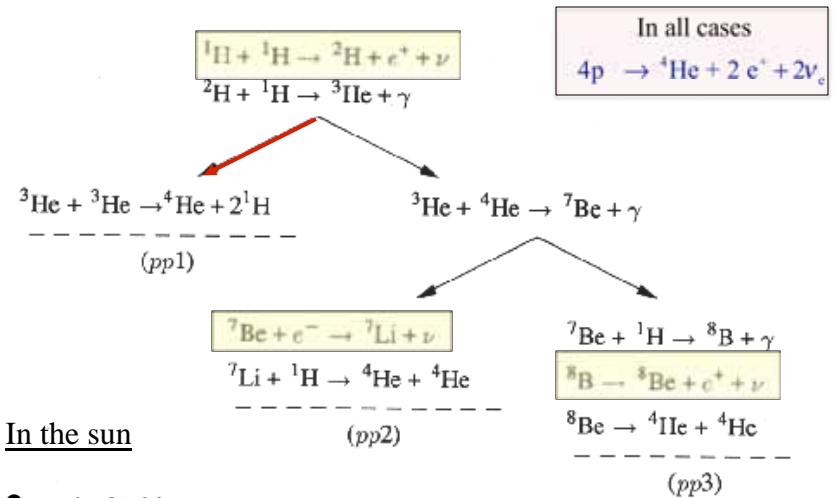 ¹H + ¹H → ²H + e⁺ + ν
²H + ¹H → ³He + γ
In all cases
4p → ⁴He + 2 e⁺ + 2νₑ
³He + ³He → ⁴He + 2¹H
(pp1)
³He + ⁴He → ⁷Be + γ
⁷Be + e⁻ → ⁷Li + ν
⁷Li + ¹H → ⁴He + ⁴He
(pp2)
⁷Be + ¹H → ⁸B + γ
⁸B → ⁸Be + e⁺ + ν
⁸Be → ⁴He + ⁴He
(pp3)
In the sun